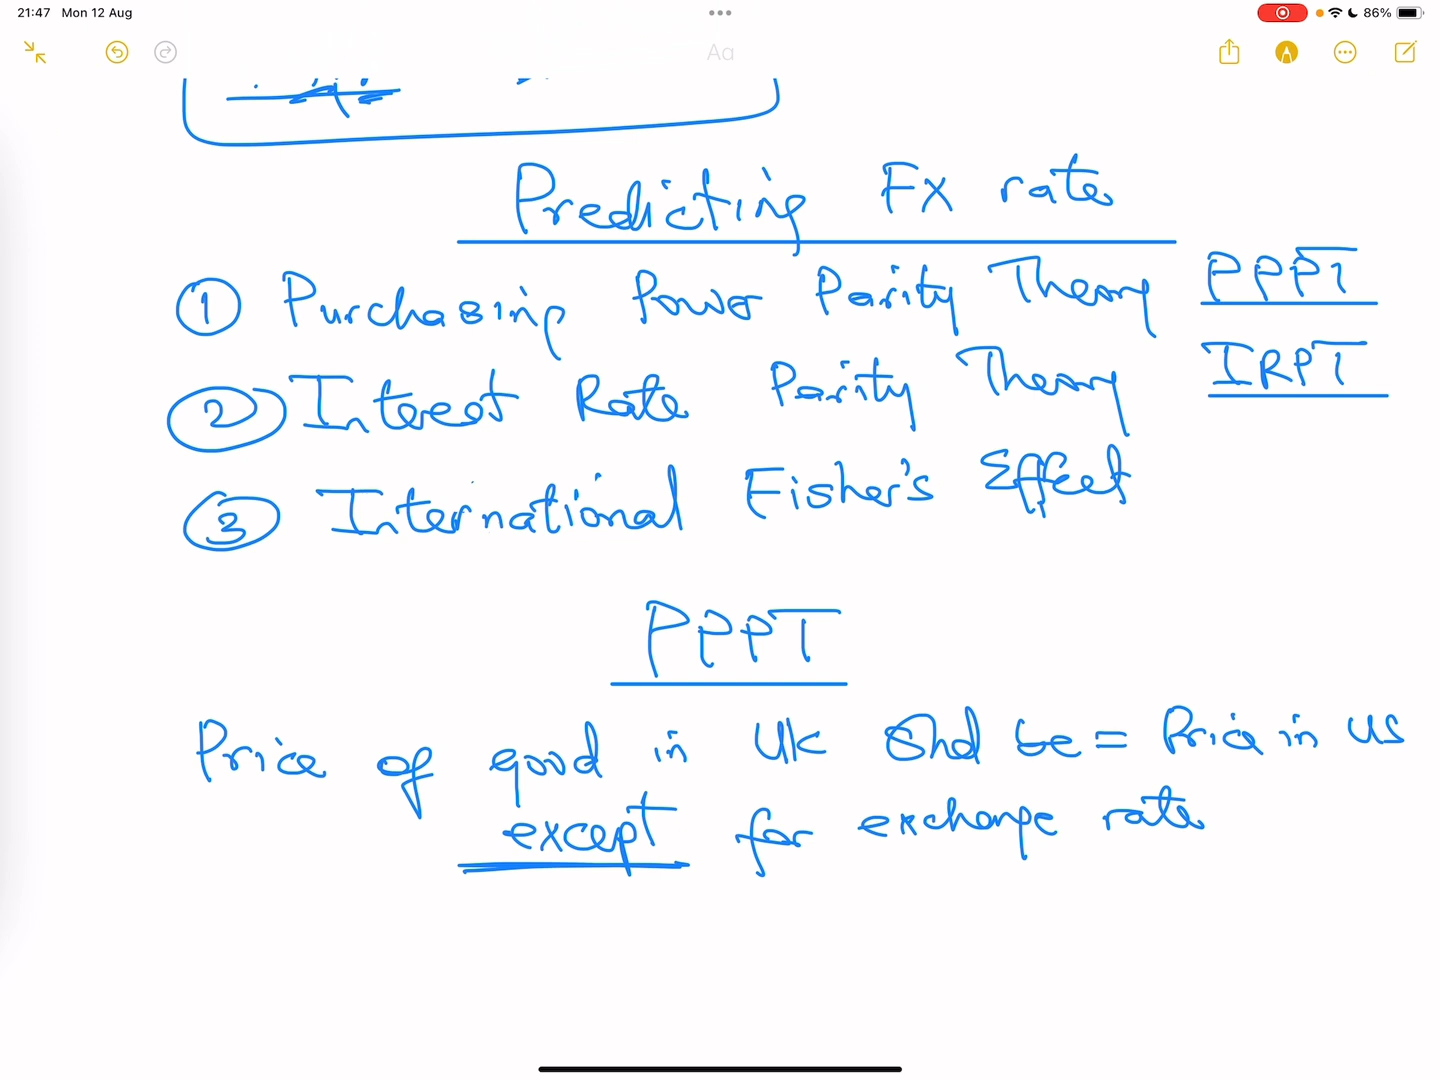 21:47 Mon 12 Aug
86%
Aa
Predicting FX rate
1 Purchasing Power Parity Theory PPPT
2 Interest Rate Parity Theory IRPT
3 International Fisher's Effect
PPPT
Price of good in UK Shd be = Price in US
except for exchange rate